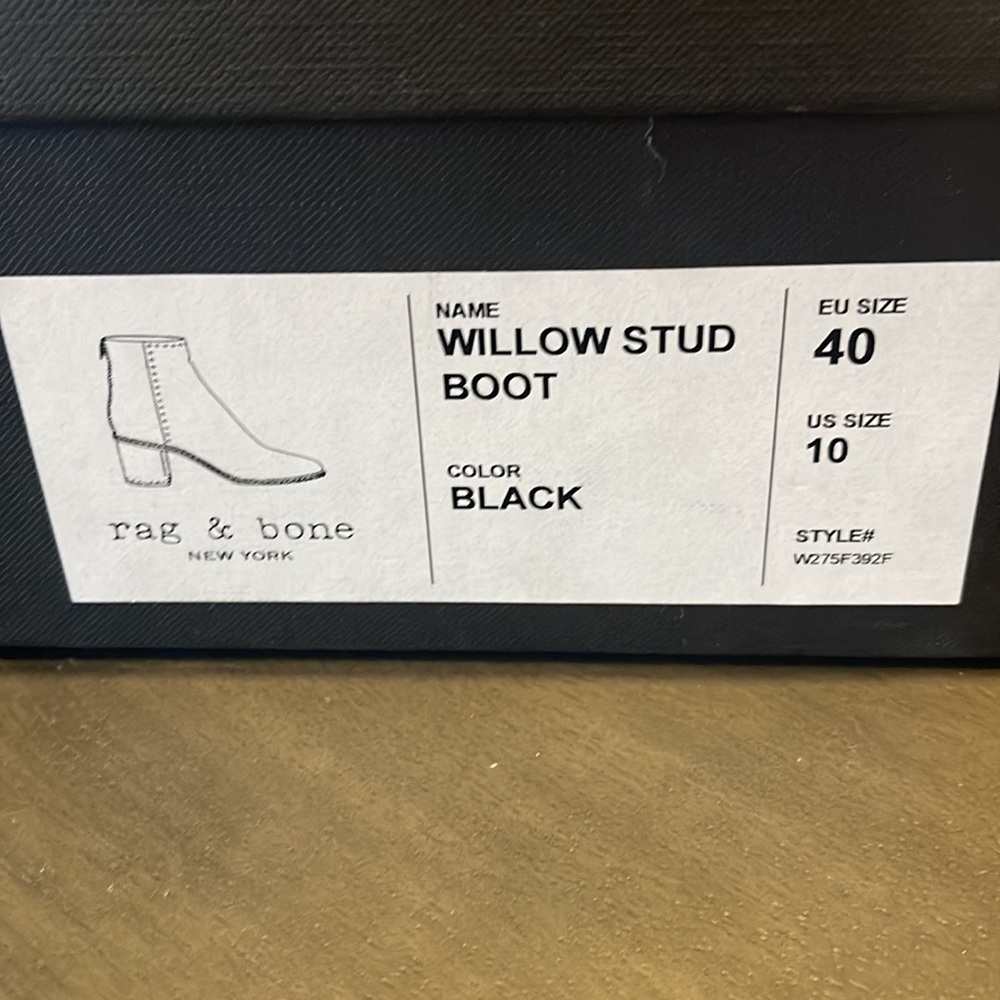 rag & bone
NEW YORK
NAME
WILLOW STUD
BOOT
COLOR
BLACK
EU SIZE
40
US SIZE
10
STYLE#
W275F392F